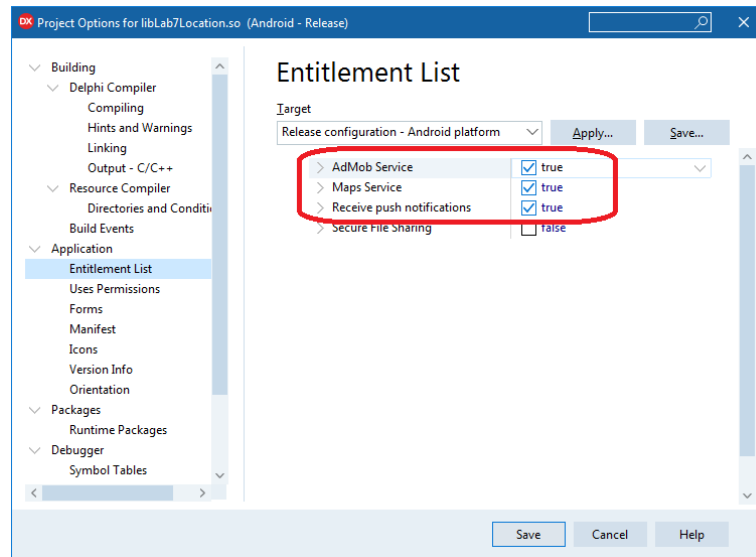 DX Project Options for libLab7Location.so (Android - Release)
Building
Delphi Compiler
Compiling
Hints and Warnings
Linking
Output - C/C++
Resource Compiler
Directories and Conditi
Build Events
Application
Entitlement List
Uses Permissions
Forms
Manifest
Icons
Version Info
Orientation
Packages
Runtime Packages
Debugger
Symbol Tables
Entitlement List
Target
Release configuration - Android platform
Apply...
Save...
AdMob Service true
Maps Service true
Receive push notifications true
Secure File Sharing false
Save
Cancel
Help